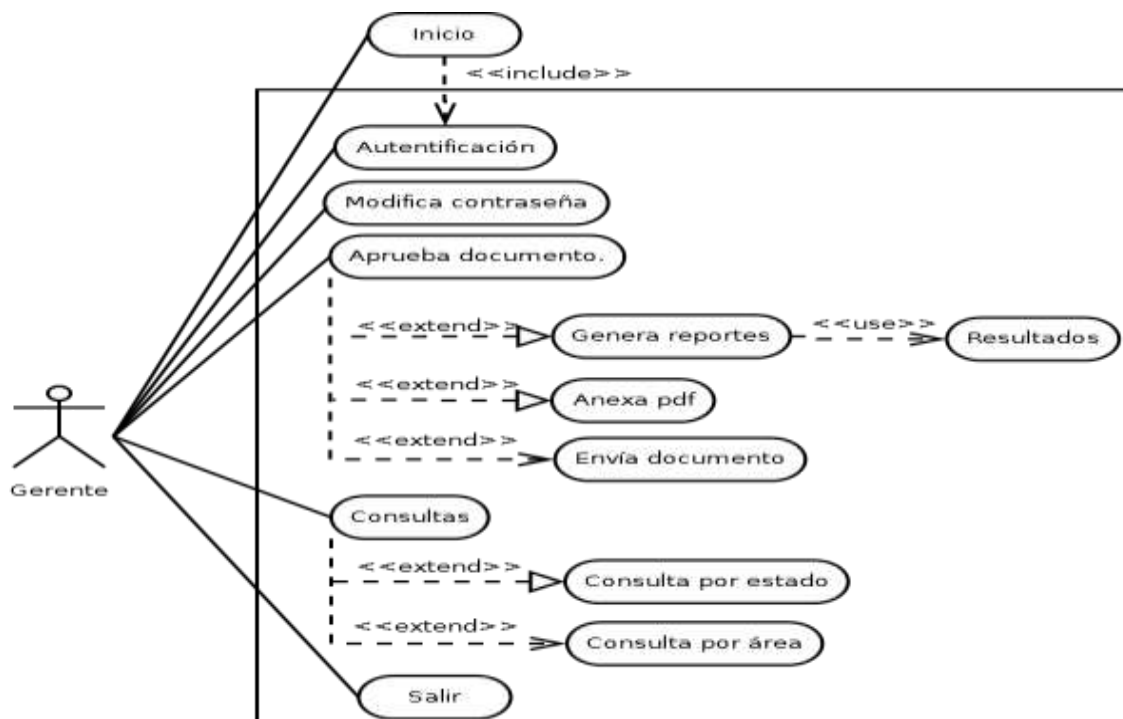 Inicio
<<include>>
Autentificación
Modifica contraseña
Aprueba documento.
<<extend>>
Genera reportes
<<use>>
Resultados
<<extend>>
Anexa pdf
<<extend>>
Envía documento
Gerente
Consultas
<<extend>>
Consulta por estado
<<extend>>
Consulta por área
Salir